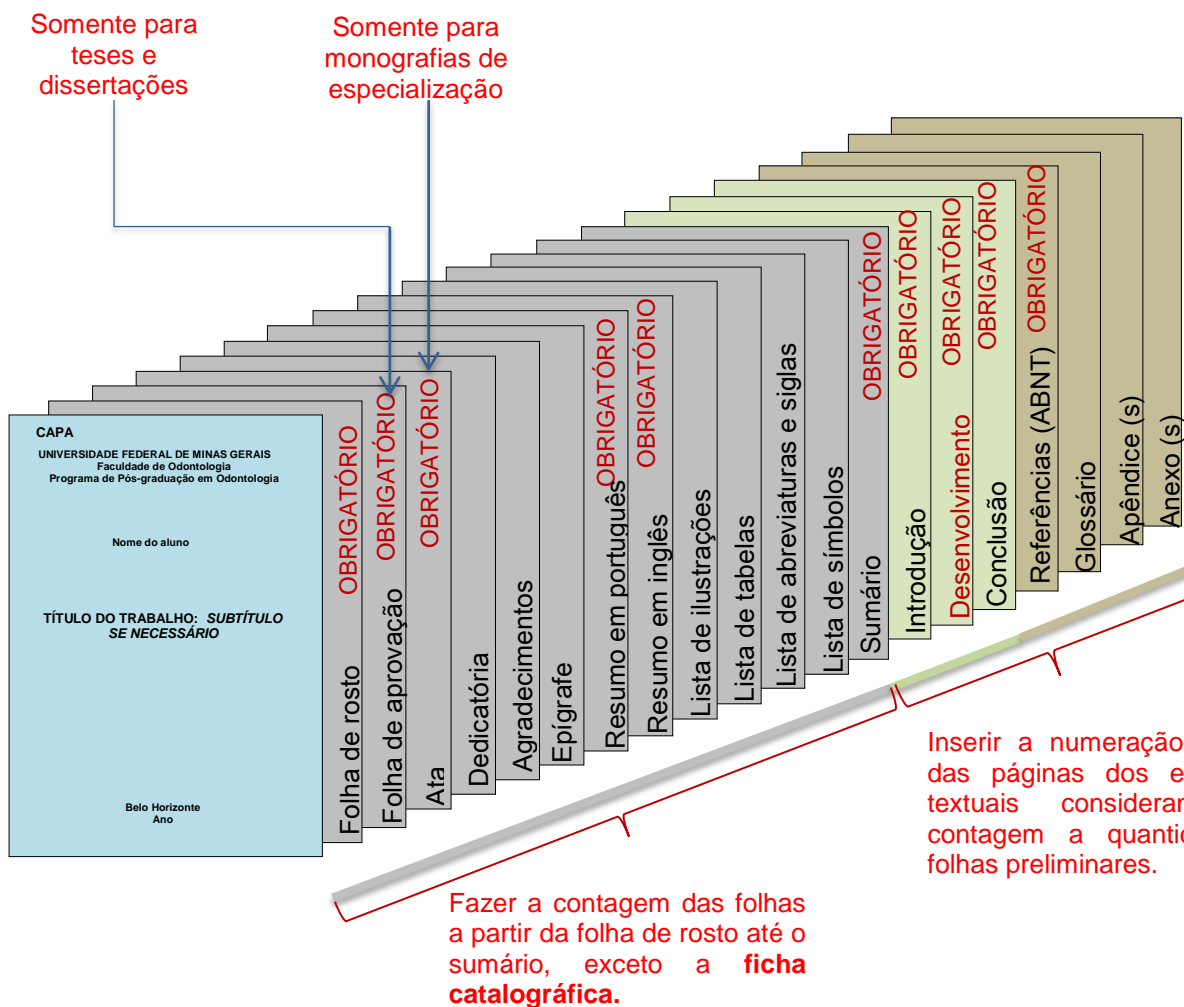 Somente para
teses e
dissertações
Somente para
monografias de
especialização
CAPA
UNIVERSIDADE FEDERAL DE MINAS GERAIS
Faculdade de Odontologia
Programa de Pós-graduação em Odontologia
Nome do aluno
TÍTULO DO TRABALHO: SUBTÍTULO
SE NECESSÁRIO
Belo Horizonte
Ano
Folha de rosto OBRIGATÓRIO
Folha de aprovação OBRIGATÓRIO
Ata OBRIGATÓRIO
Dedicatória
Agradecimentos
Epígrafe
Resumo em português OBRIGATÓRIO
Resumo em inglês OBRIGATÓRIO
Lista de ilustrações
Lista de tabelas
Lista de abreviaturas e siglas
Lista de símbolos
Sumário OBRIGATÓRIO
Introdução OBRIGATÓRIO
Desenvolvimento OBRIGATÓRIO
Conclusão OBRIGATÓRIO
Referências (ABNT) OBRIGATÓRIO
Glossário
Apêndice (s)
Anexo (s)
Inserir a numeração
das páginas dos e
textuais consideran
contagem a quantid
folhas preliminares.
Fazer a contagem das folhas
a partir da folha de rosto até o
sumário, exceto a ficha
catalográfica.